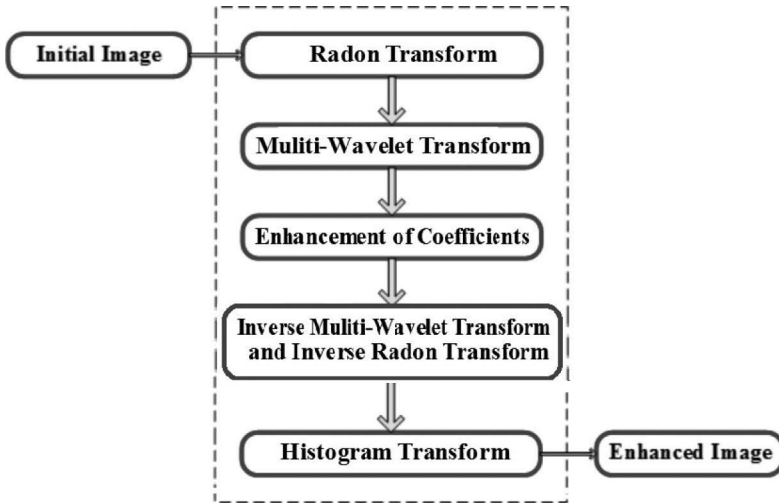 Initial Image
Radon Transform
Muliti-Wavelet Transform
Enhancement of Coefficients
Inverse Muliti-Wavelet Transform
and Inverse Radon Transform
Histogram Transform
Enhanced Image